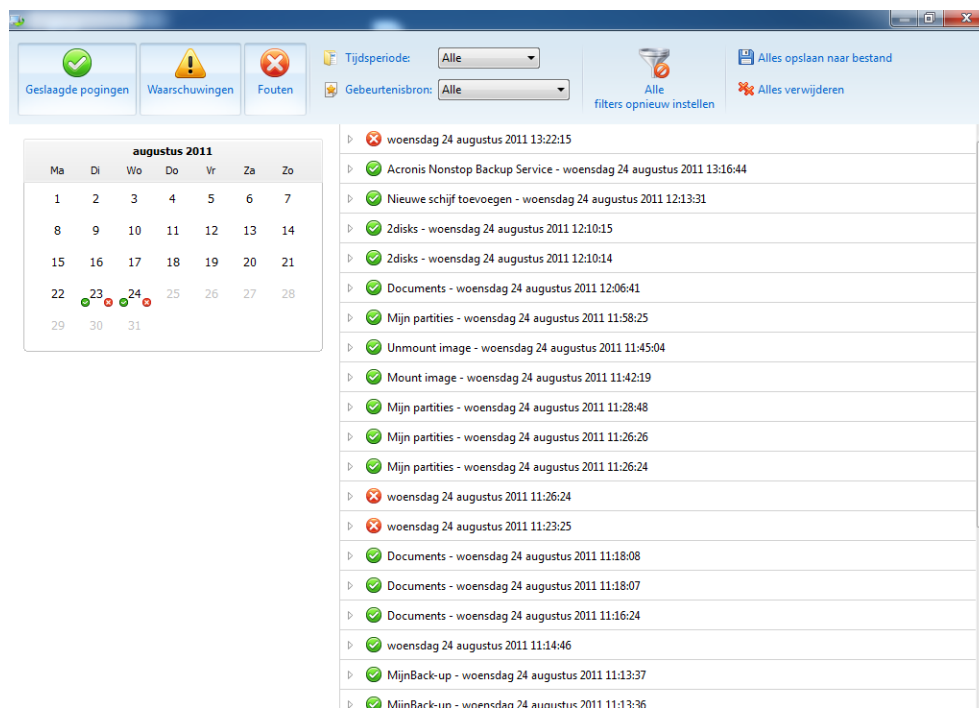 Geslaagde pogingen
Waarschuwingen
Fouten
Tijdsperiode: Alle
Gebeurtenisbron: Alle
Alle
filters opnieuw instellen
Alles opslaan naar bestand
Alles verwijderen
augustus 2011
Ma Di Wo Do Vr Za Zo
1 2 3 4 5 6 7
8 9 10 11 12 13 14
15 16 17 18 19 20 21
22 23 24 25 26 27 28
29 30 31
woensdag 24 augustus 2011 13:22:15
Acronis Nonstop Backup Service - woensdag 24 augustus 2011 13:16:44
Nieuwe schijf toevoegen - woensdag 24 augustus 2011 12:13:31
2disks - woensdag 24 augustus 2011 12:10:15
2disks - woensdag 24 augustus 2011 12:10:14
Documents - woensdag 24 augustus 2011 12:06:41
Mijn partities - woensdag 24 augustus 2011 11:58:25
Unmount image - woensdag 24 augustus 2011 11:45:04
Mount image - woensdag 24 augustus 2011 11:42:19
Mijn partities - woensdag 24 augustus 2011 11:28:48
Mijn partities - woensdag 24 augustus 2011 11:26:26
Mijn partities - woensdag 24 augustus 2011 11:26:24
woensdag 24 augustus 2011 11:26:24
woensdag 24 augustus 2011 11:23:25
Documents - woensdag 24 augustus 2011 11:18:08
Documents - woensdag 24 augustus 2011 11:18:07
Documents - woensdag 24 augustus 2011 11:16:24
woensdag 24 augustus 2011 11:14:46
MijnBack-up - woensdag 24 augustus 2011 11:13:37
MijnBack-up - woensdag 24 augustus 2011 11:13:36